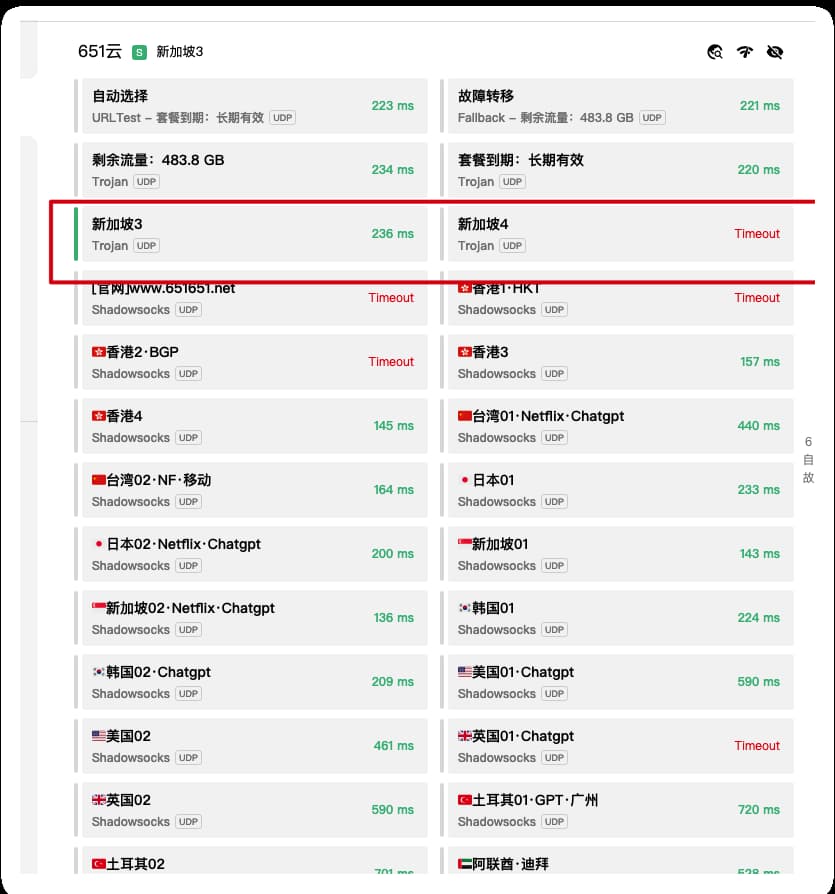 651云 S 新加坡3
自动选择
URLTest – 套餐到期：长期有效 UDP
223 ms
故障转移
Fallback – 剩余流量：483.8 GB UDP
221 ms
剩余流量：483.8 GB
Trojan UDP
234 ms
套餐到期：长期有效
Trojan UDP
220 ms
新加坡3
Trojan UDP
236 ms
新加坡4
Trojan UDP
Timeout
[官网]www.651651.net
Shadowsocks UDP
Timeout
🇭🇰香港1·HKT
Shadowsocks UDP
Timeout
🇭🇰香港2·BGP
Shadowsocks UDP
Timeout
🇭🇰香港3
Shadowsocks UDP
157 ms
🇭🇰香港4
Shadowsocks UDP
145 ms
🇨🇳台湾01·Netflix·Chatgpt
Shadowsocks UDP
440 ms
🇨🇳台湾02·NF·移动
Shadowsocks UDP
164 ms
🇯🇵日本01
Shadowsocks UDP
233 ms
🇯🇵日本02·Netflix·Chatgpt
Shadowsocks UDP
200 ms
🇸🇬新加坡01
Shadowsocks UDP
143 ms
🇸🇬新加坡02·Netflix·Chatgpt
Shadowsocks UDP
136 ms
🇰🇷韩国01
Shadowsocks UDP
224 ms
🇰🇷韩国02·Chatgpt
Shadowsocks UDP
209 ms
🇺🇸美国01·Chatgpt
Shadowsocks UDP
590 ms
🇺🇸美国02
Shadowsocks UDP
461 ms
🇬🇧英国01·Chatgpt
Shadowsocks UDP
Timeout
🇬🇧英国02
Shadowsocks UDP
590 ms
🇹🇷土耳其01·GPT·广州
Shadowsocks UDP
720 ms
🇹🇷土耳其02
701 ms
🇦🇪阿联酋·迪拜
528 ms
6
自
故